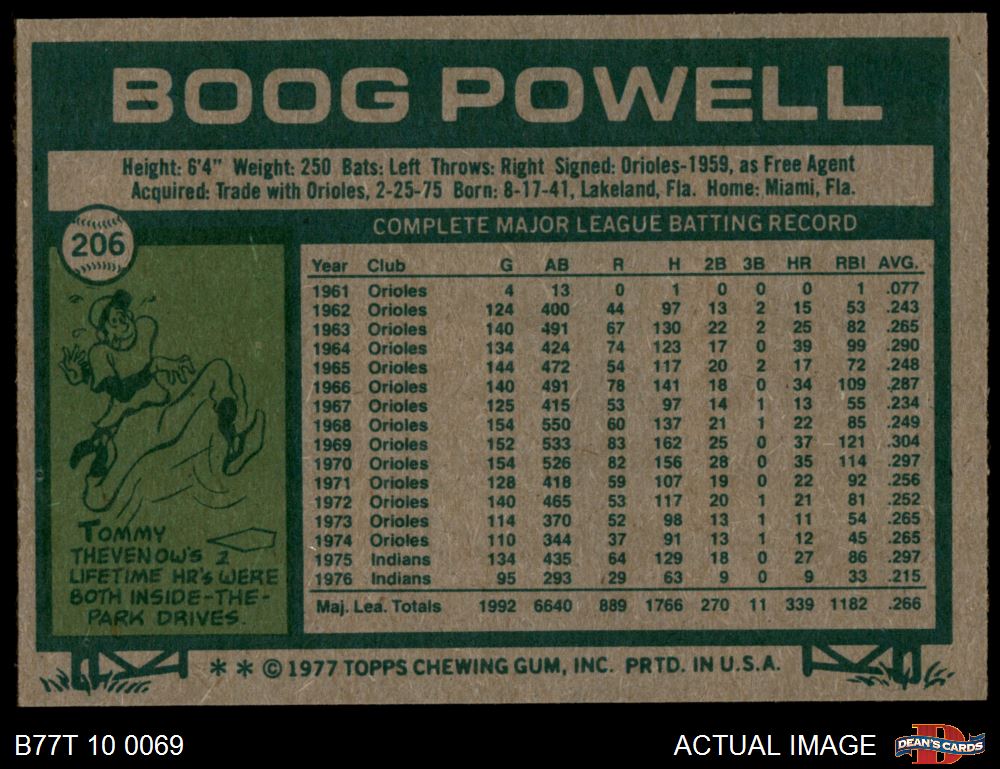 BOOG POWELL
Height: 6'4" Weight: 250 Bats: Left Throws: Right Signed: Orioles-1959, as Free Agent
Acquired: Trade with Orioles, 2-25-75 Born: 8-17-41, Lakeland, Fla. Home: Miami, Fla.
206
COMPLETE MAJOR LEAGUE BATTING RECORD
Year Club G AB R H 2B 3B HR RBI AVG.
1961 Orioles 4 13 0 1 0 0 0 1 .077
1962 Orioles 124 400 44 97 13 2 15 53 .243
1963 Orioles 140 491 67 130 22 2 25 82 .265
1964 Orioles 134 424 74 123 17 0 39 99 .290
1965 Orioles 144 472 54 117 20 2 17 72 .248
1966 Orioles 140 491 78 141 18 0 34 109 .287
1967 Orioles 125 415 53 97 14 1 13 55 .234
1968 Orioles 154 550 60 137 21 1 22 85 .249
1969 Orioles 152 533 83 162 25 0 37 121 .304
1970 Orioles 154 526 82 156 28 0 35 114 .297
1971 Orioles 128 418 59 107 19 0 22 92 .256
1972 Orioles 140 465 53 117 20 1 21 81 .252
1973 Orioles 114 370 52 98 13 1 11 54 .265
1974 Orioles 110 344 37 91 13 1 12 45 .265
1975 Indians 134 435 64 129 18 0 27 86 .297
1976 Indians 95 293 29 63 9 0 9 33 .215
Maj. Lea. Totals 1992 6640 889 1766 270 11 339 1182 .266
TOMMY
THEVENOW'S 2
LIFETIME HR'S WERE
BOTH INSIDE-THE-
PARK DRIVES.
* * © 1977 TOPPS CHEWING GUM, INC. PRTD. IN U.S.A.
B77T 10 0069
ACTUAL IMAGE
D
DEAN'S CARDS